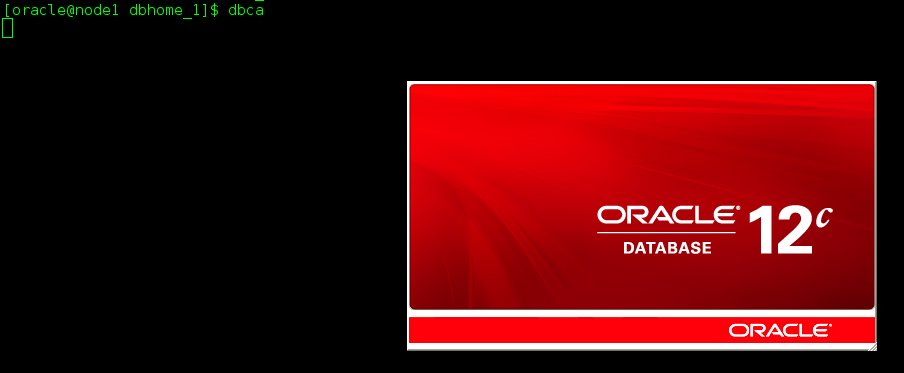 [oracle@node1 dbhome_1]$ dbca
ORACLE®
DATABASE
12c
ORACLE®